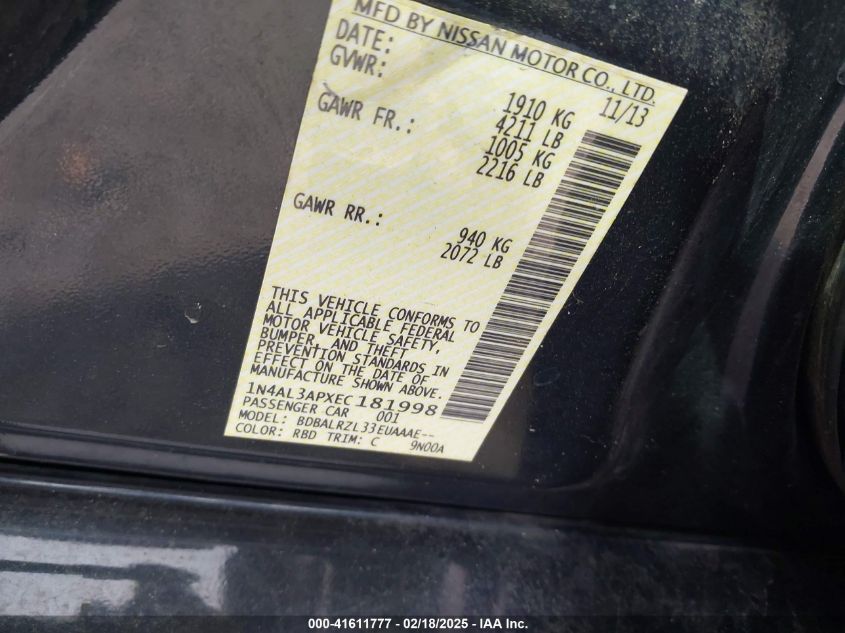 MFD BY NISSAN MOTOR CO., LTD.
DATE: 11/13
GVWR: 1910 KG
4211 LB
GAWR FR.: 1005 KG
2216 LB
GAWR RR.: 940 KG
2072 LB
THIS VEHICLE CONFORMS TO
ALL APPLICABLE FEDERAL
MOTOR VEHICLE SAFETY,
BUMPER, AND THEFT
PREVENTION STANDARDS IN
EFFECT ON THE DATE OF
MANUFACTURE SHOWN ABOVE.
1N4AL3APXEC181998
PASSENGER CAR 001
MODEL: BDBALRZL33EUAAAE--
COLOR: RBD TRIM: C 9N00A
000-41611777 - 02/18/2025 - IAA Inc.